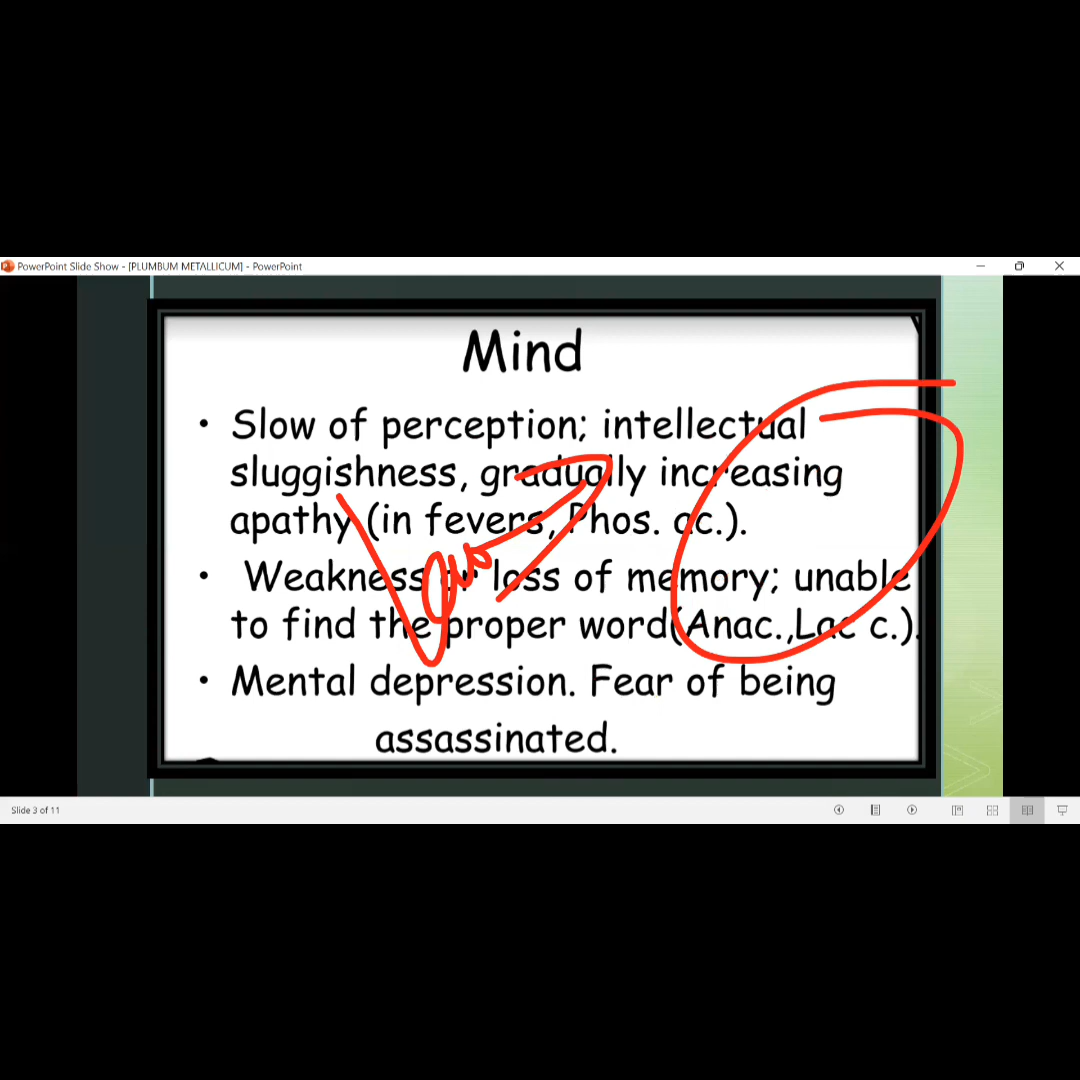 PowerPoint Slide Show - [PLUMBUM METALLICUM] - PowerPoint
Mind
• Slow of perception; intellectual
sluggishness, gradually increasing
apathy (in fevers, Phos. ac.).
• Weakness or loss of memory; unable
to find the proper word(Anac.,Lac c.).
• Mental depression. Fear of being
assassinated.
Slide 3 of 11